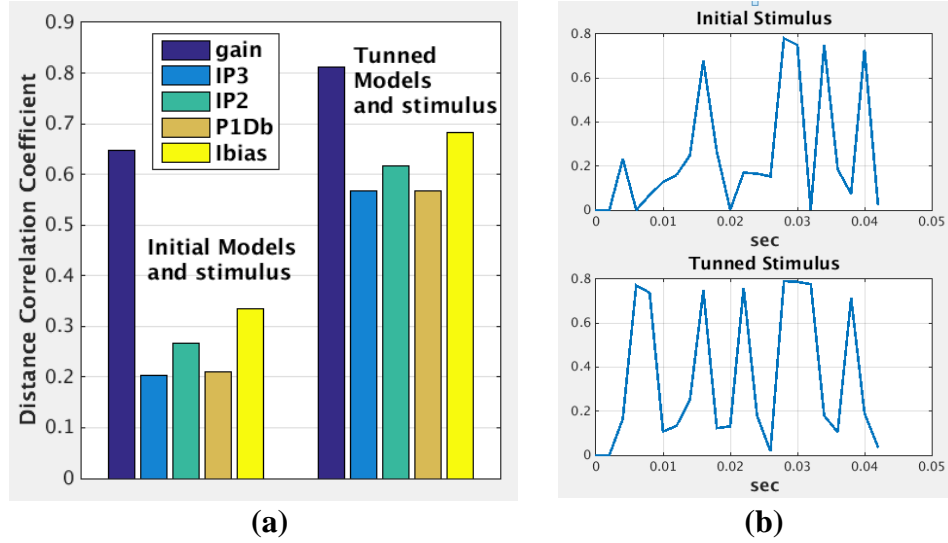 0.9
0.8
0.7
0.6
0.5
0.4
0.3
0.2
0.1
0
Distance Correlation Coefficient
gain
IP3
IP2
P1Db
Ibias
Tunned
Models
and stimulus
Initial Models
and stimulus
(a)
Initial Stimulus
0.8
0.6
0.4
0.2
0
0 0.01 0.02 0.03 0.04 0.05
sec
Tunned Stimulus
0.8
0.6
0.4
0.2
0
0 0.01 0.02 0.03 0.04 0.05
sec
(b)